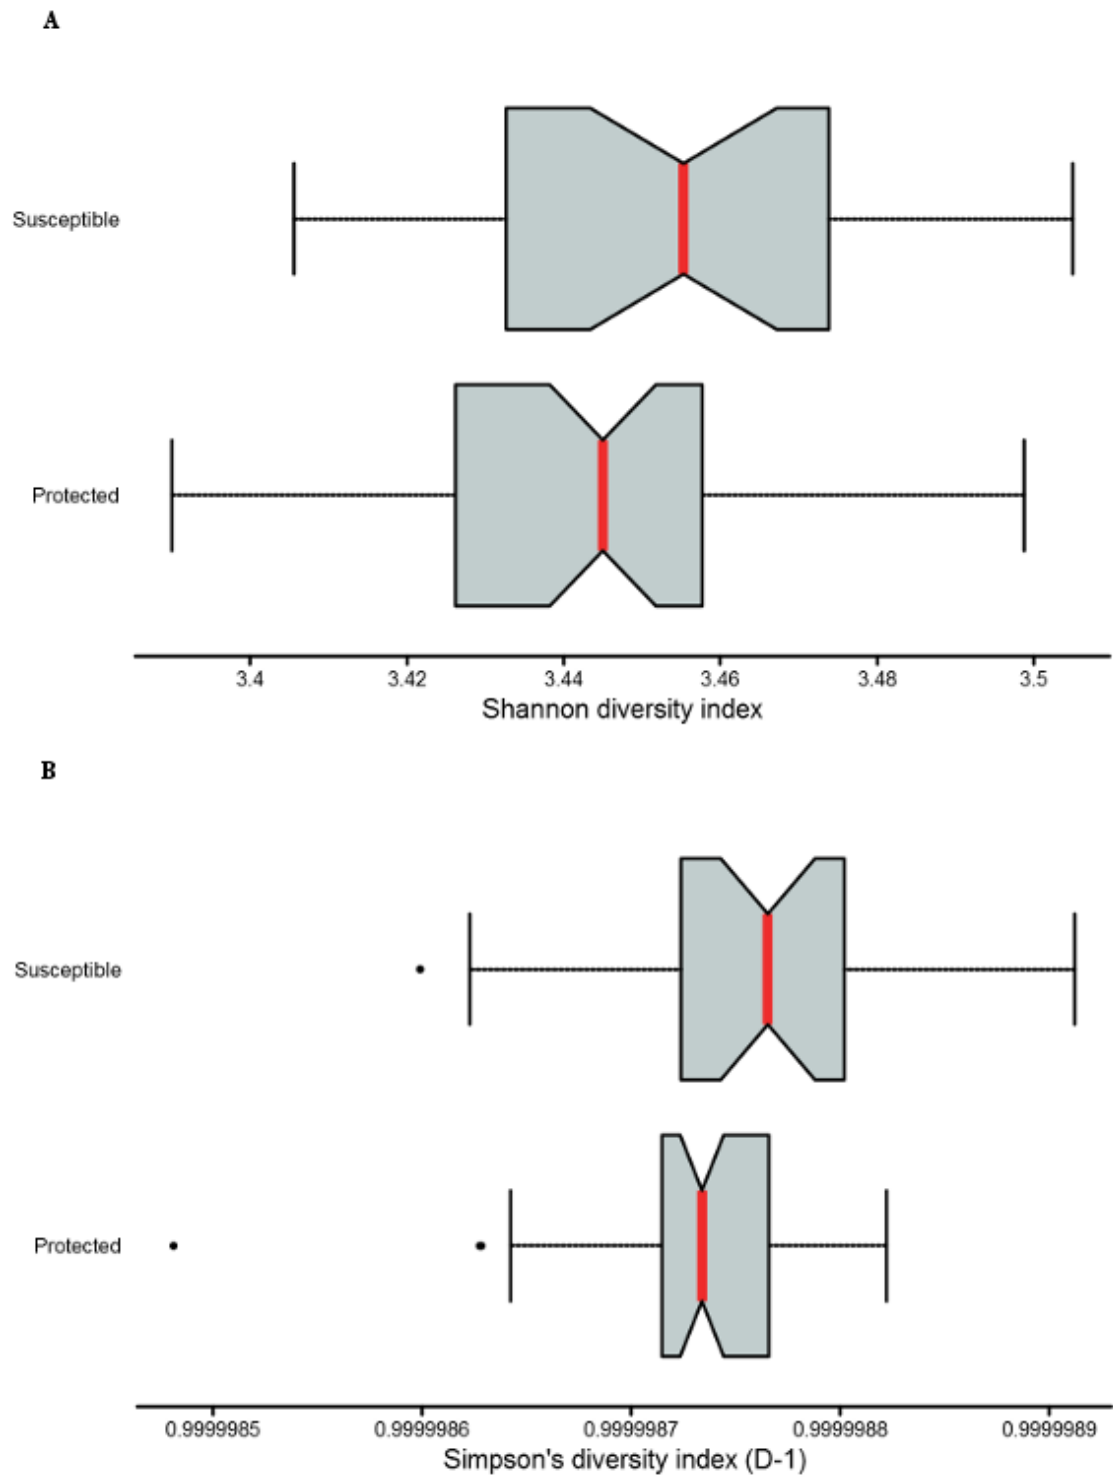 A
Susceptible
Protected
3.4 3.42 3.44 3.46 3.48 3.5
Shannon diversity index
B
Susceptible
Protected
0.9999985 0.9999986 0.9999987 0.9999988 0.9999989
Simpson's diversity index (D-1)